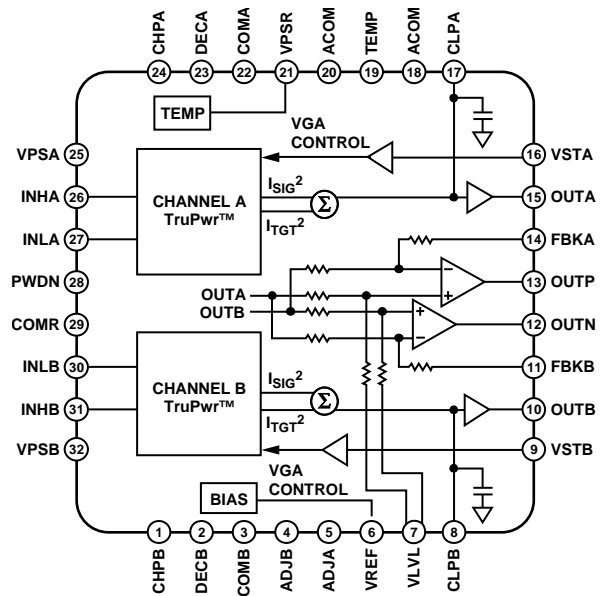 CHPA DECA COMA VPSR ACOM TEMP ACOM CLPA
24 23 22 21 20 19 18 17
TEMP
VGA
CONTROL
VPSA 25
16 VSTA
INHA 26
CHANNEL A
TruPwr™
I_SIG²
Σ
I_TGT²
15 OUTA
INLA 27
14 FBKA
PWDN 28
−
+
13 OUTP
OUTA
OUTB
COMR 29
+
−
12 OUTN
INLB 30
11 FBKB
CHANNEL B
TruPwr™
I_SIG²
Σ
I_TGT²
INHB 31
10 OUTB
VPSB 32
9 VSTB
VGA
CONTROL
BIAS
1 2 3 4 5 6 7 8
CHPB DECB COMB ADJB ADJA VREF VLVL CLPB